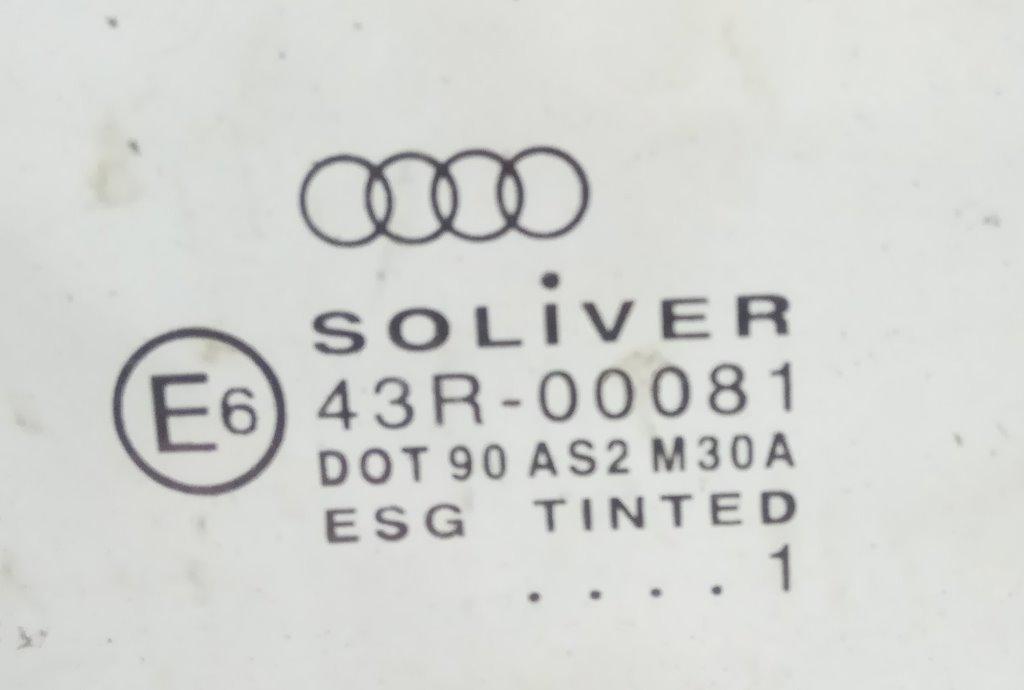 SOLiVER
E6
43R-00081
DOT 90 AS2 M30A
ESG TINTED
. . . . 1